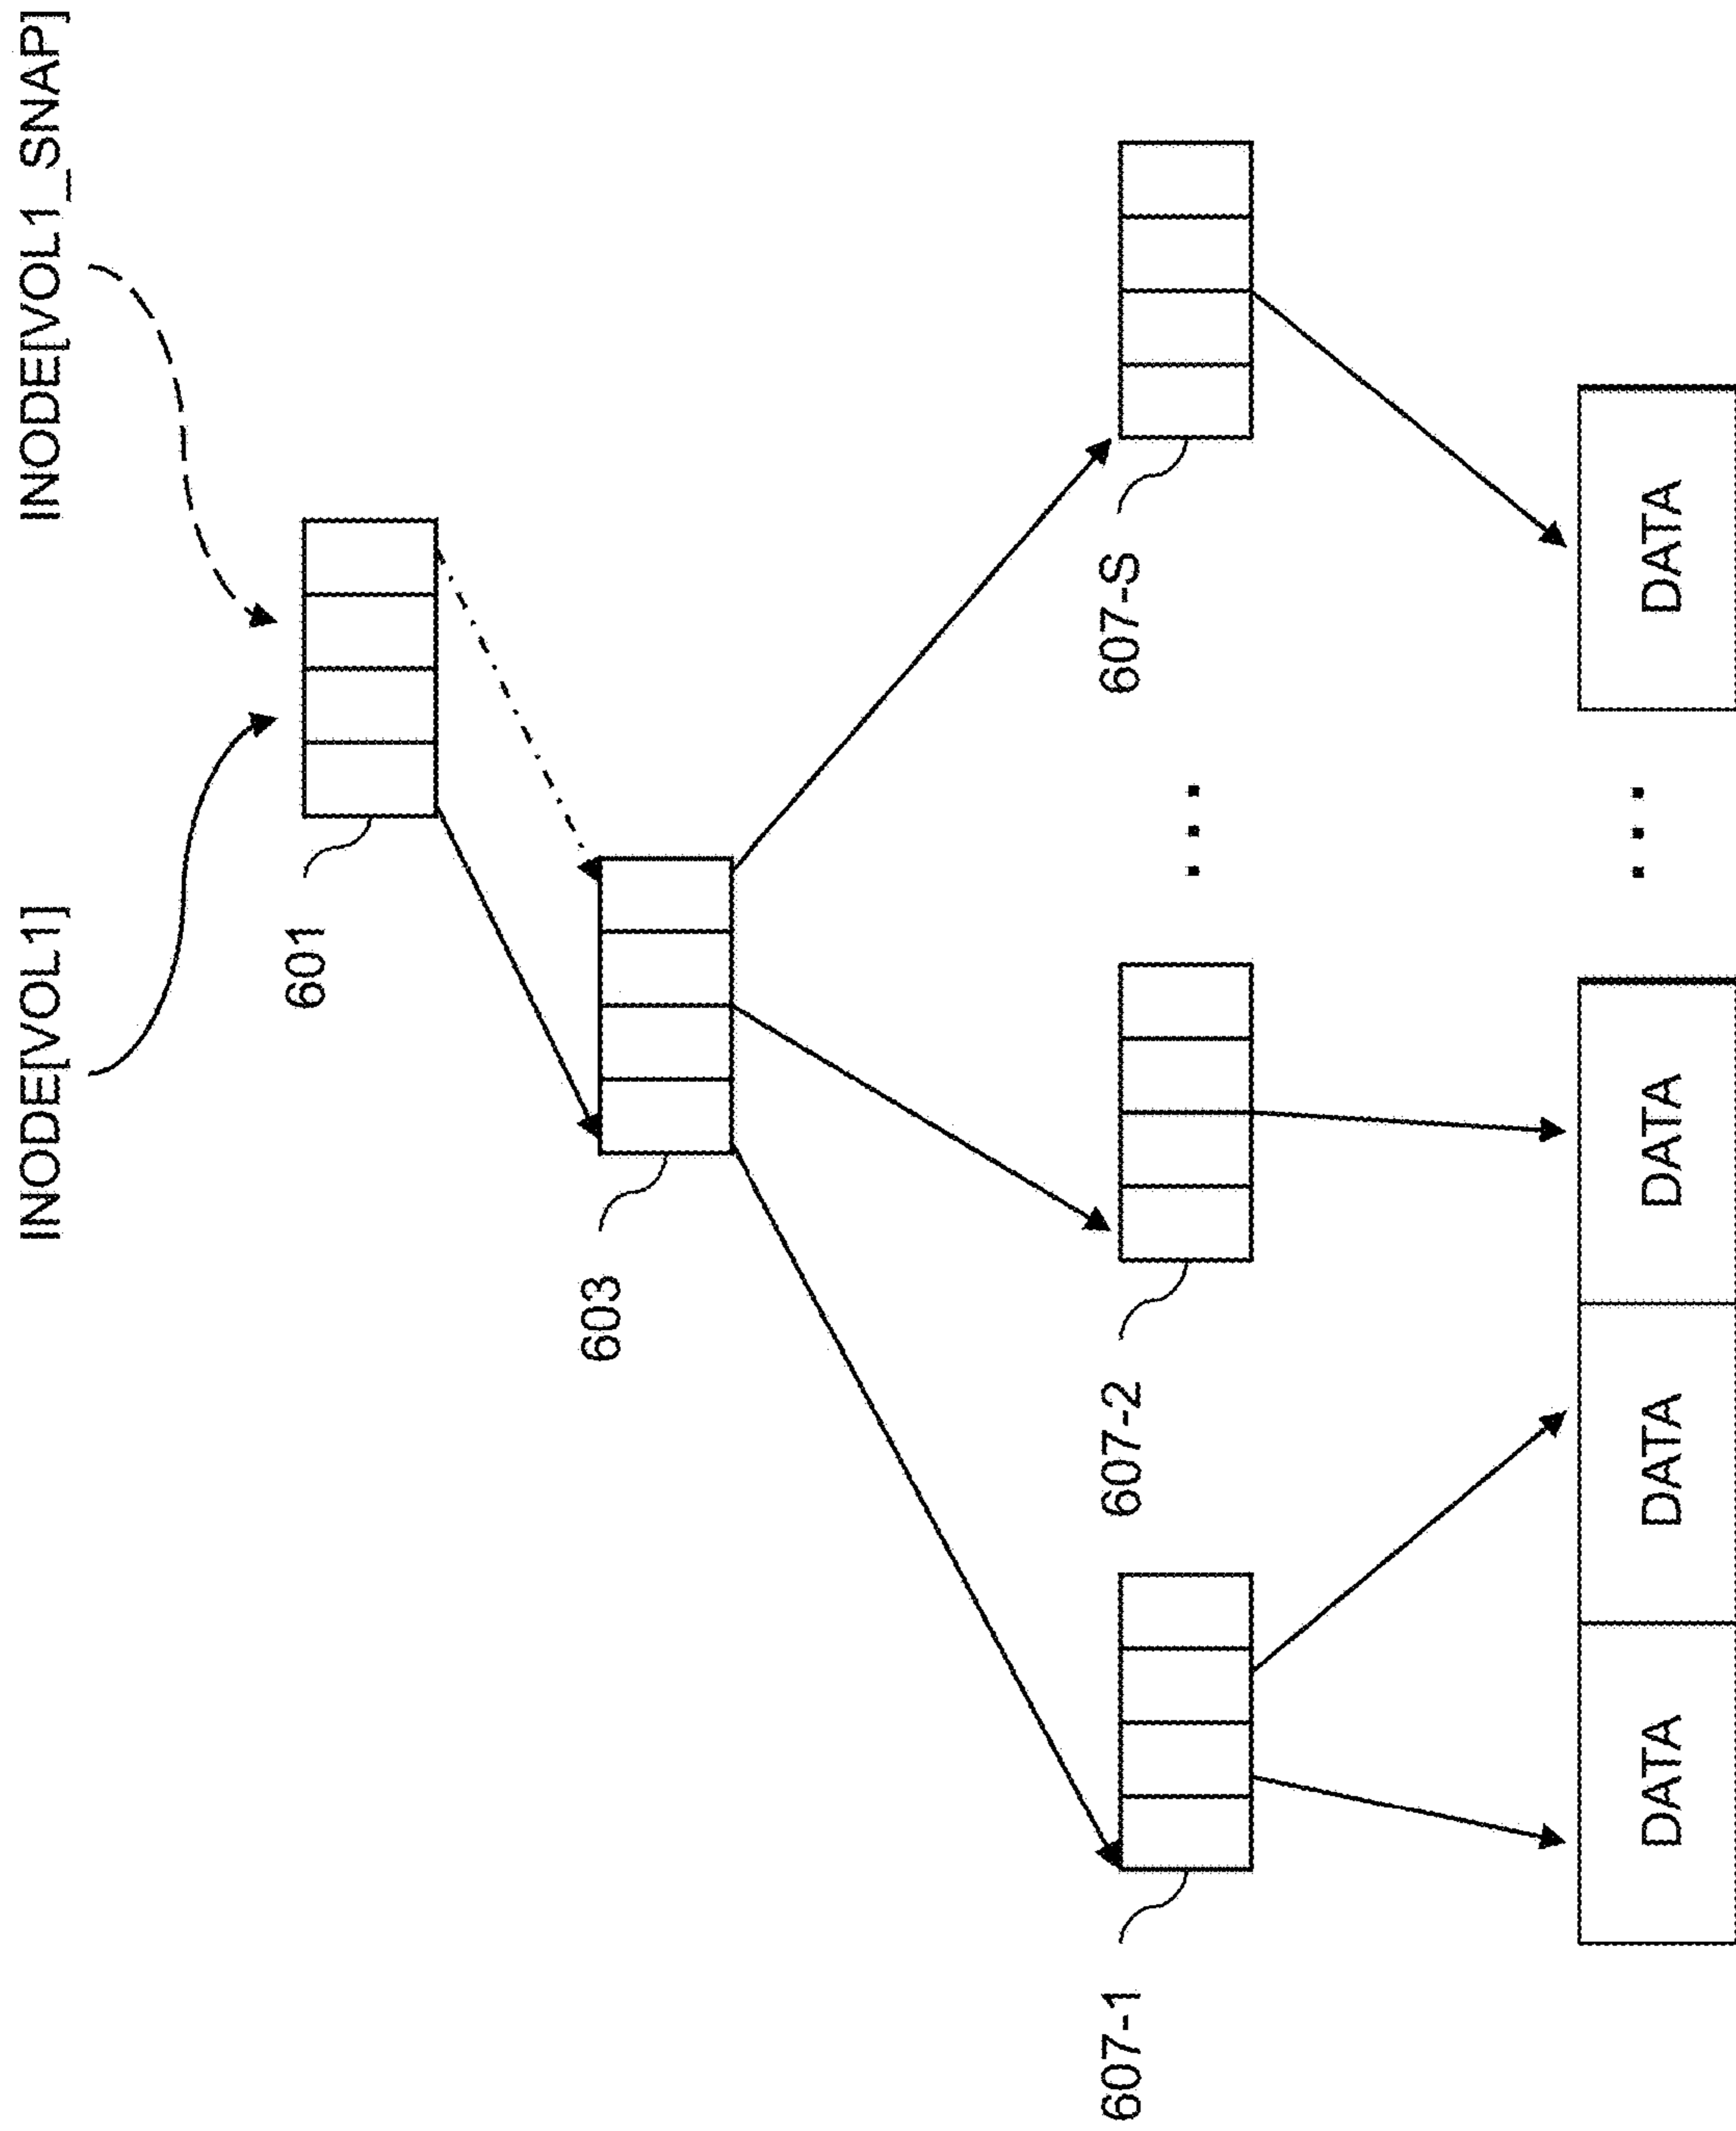 INODE[VOL1]
INODE[VOL1_SNAP]
601
603
607-1
607-2
607-S
...
DATA
DATA
DATA
...
DATA